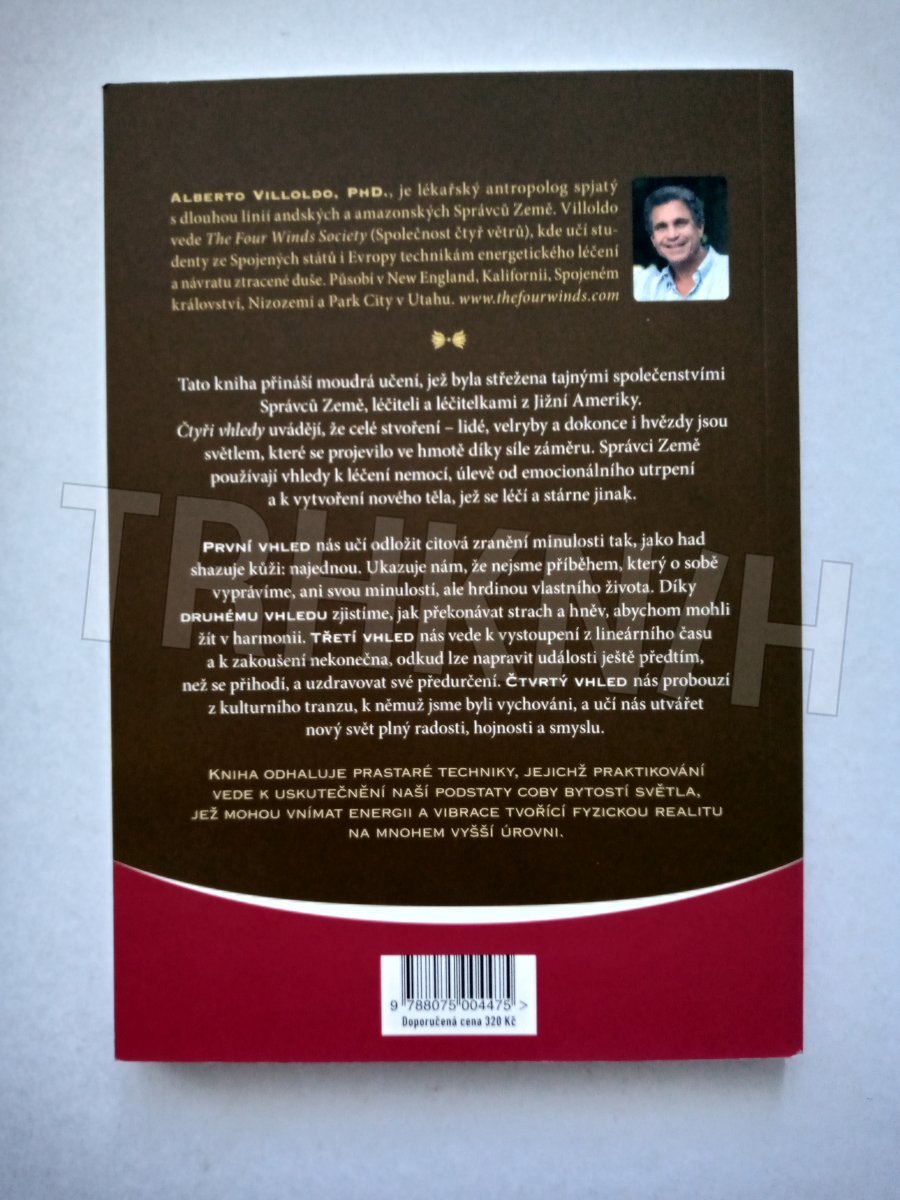 ALBERTO VILLOLDO, PHD., je lékařský antropolog spjatý
s dlouhou linií andských a amazonských Správců Země. Villoldo
vede The Four Winds Society (Společnost čtyř větrů), kde učí stu-
denty ze Spojených států i Evropy technikám energetického léčení
a návratu ztracené duše. Působí v New England, Kalifornii, Spojeném
království, Nizozemí a Park City v Utahu. www.thefourwinds.com
Tato kniha přináší moudrá učení, jež byla střežena tajnými společenstvími
Správců Země, léčiteli a léčitelkami z Jižní Ameriky.
Čtyři vhledy uvádějí, že celé stvoření – lidé, velryby a dokonce i hvězdy jsou
světlem, které se projevilo ve hmotě díky síle záměru. Správci Země
používají vhledy k léčení nemocí, úlevě od emocionálního utrpení
a k vytvoření nového těla, jež se léčí a stárne jinak.
PRVNÍ VHLED nás učí odložit citová zranění minulosti tak, jako had
shazuje kůži: najednou. Ukazuje nám, že nejsme příběhem, který o sobě
vyprávíme, ani svou minulostí, ale hrdinou vlastního života. Díky
DRUHÉMU VHLEDU zjistíme, jak překonávat strach a hněv, abychom mohli
žít v harmonii. TŘETÍ VHLED nás vede k vystoupení z lineárního času
a k zakoušení nekonečna, odkud lze napravit události ještě předtím,
než se přihodí, a uzdravovat své předurčení. ČTVRTÝ VHLED nás probouzí
z kulturního tranzu, k němuž jsme byli vychováni, a učí nás utvářet
nový svět plný radosti, hojnosti a smyslu.
KNIHA ODHALUJE PRASTARÉ TECHNIKY, JEJICHŽ PRAKTIKOVÁNÍ
VEDE K USKUTEČNĚNÍ NAŠÍ PODSTATY COBY BYTOSTÍ SVĚTLA,
JEŽ MOHOU VNÍMAT ENERGII A VIBRACE TVOŘÍCÍ FYZICKOU REALITU
NA MNOHEM VYŠŠÍ ÚROVNI.
9 788075 004475 >
Doporučená cena 320 Kč
TRHKNIH